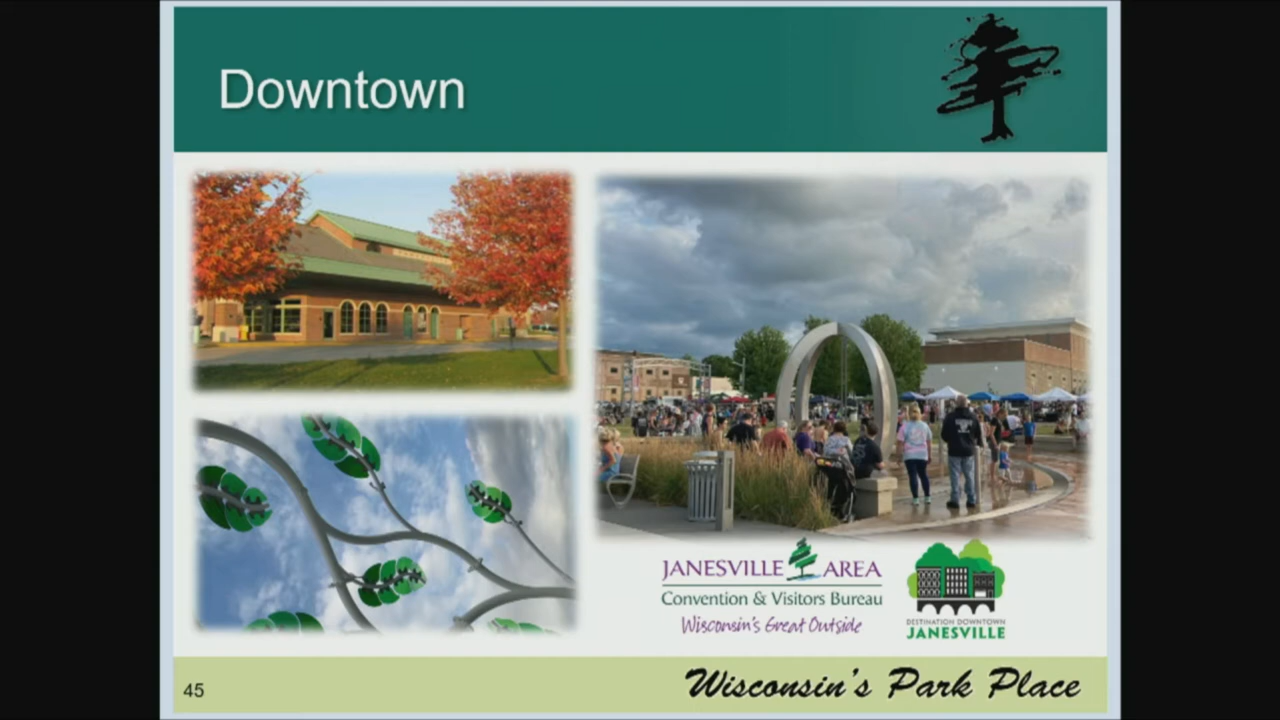 Downtown
JANESVILLE AREA
Convention & Visitors Bureau
Wisconsin's Great Outside
DESTINATION DOWNTOWN
JANESVILLE
45
Wisconsin's Park Place